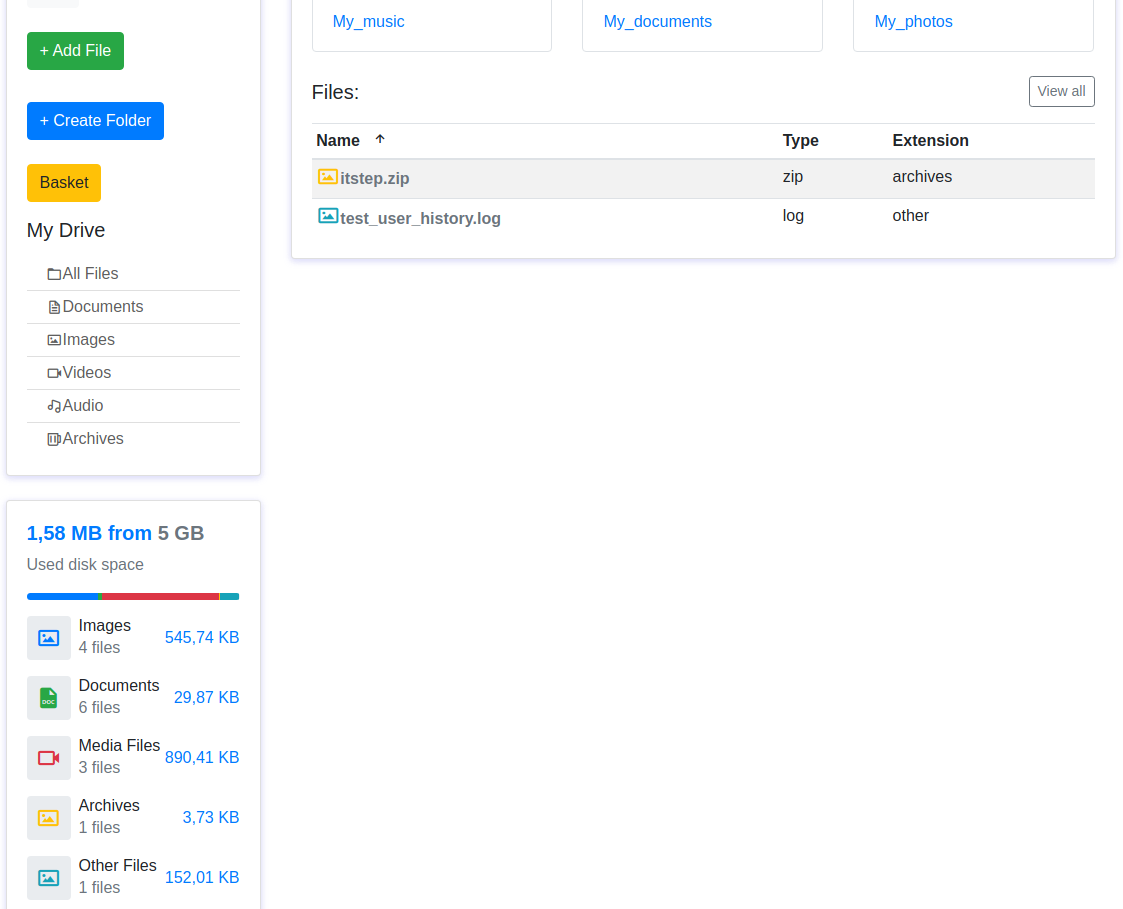 + Add File
+ Create Folder
Basket
My Drive
All Files
Documents
Images
Videos
Audio
Archives
1,58 MB from 5 GB
Used disk space
Images
4 files
545,74 KB
Documents
6 files
29,87 KB
DOC
Media Files
3 files
890,41 KB
Archives
1 files
3,73 KB
Other Files
1 files
152,01 KB
My_music
My_documents
My_photos
Files:
View all
Name ↑ Type Extension
itstep.zip zip archives
test_user_history.log log other